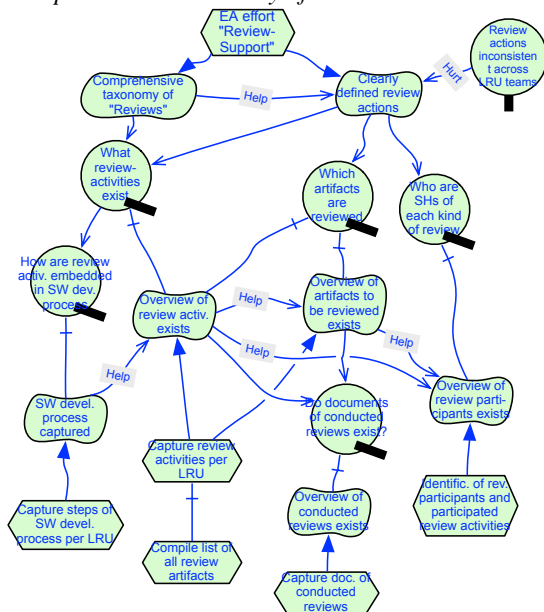 EA effort
"Review-
Support"
Review
actions
inconsisten
t across
LRU teams
Hurt
Comprehensive
taxonomy of
"Reviews"
Help
Clearly
defined review
actions
What
review-
activities
exist
Which
artifacts
are
reviewed
Who are
SHs of
each kind
of review
How are review
activ. embedded
in SW dev.
process
Overview of
review activ.
exists
Help
Overview of
artifacts to
be reviewed
exists
Help
Help
Help
SW devel.
process
captured
Do documents
of conducted
reviews exist?
Overview of
review parti-
cipants exists
Capture review
activities per
LRU
Capture steps of
SW devel.
process per LRU
Compile list of
all review
artifacts
Overview of
conducted
reviews exists
Identific. of rev.
participants and
participated
review activities
Capture doc. of
conducted
reviews